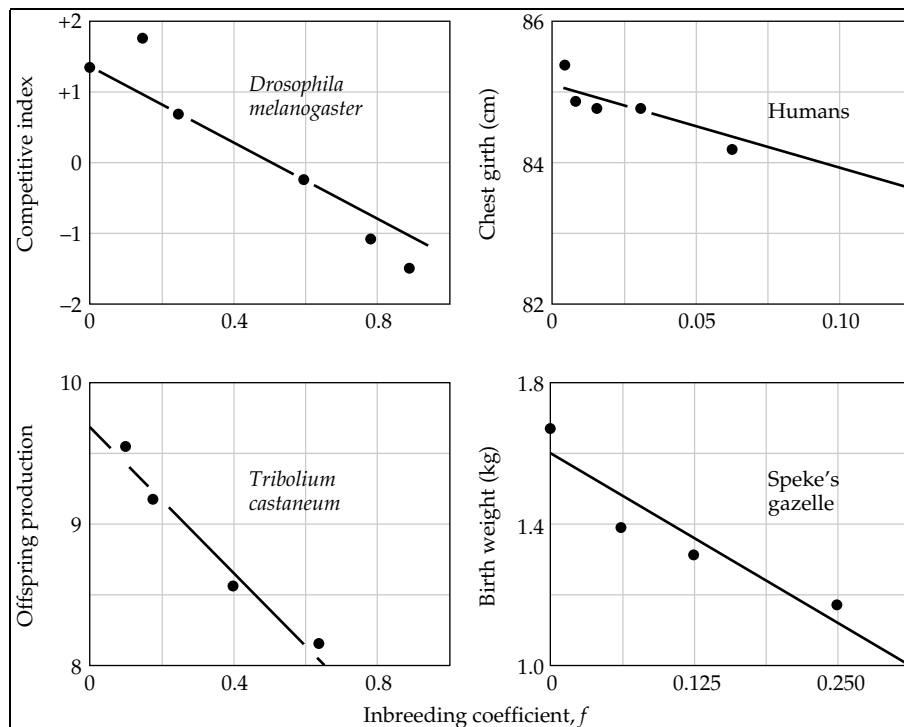 +2
+1
0
−1
−2
0
0.4
0.8
Competitive index
Drosophila
melanogaster
86
85
84
82
0
0.05
0.10
Chest girth (cm)
Humans
10
9
8
0
0.4
0.8
Offspring production
Tribolium
castaneum
1.8
1.4
1.0
0
0.125
0.250
Birth weight (kg)
Speke’s
gazelle
Inbreeding coefficient, f